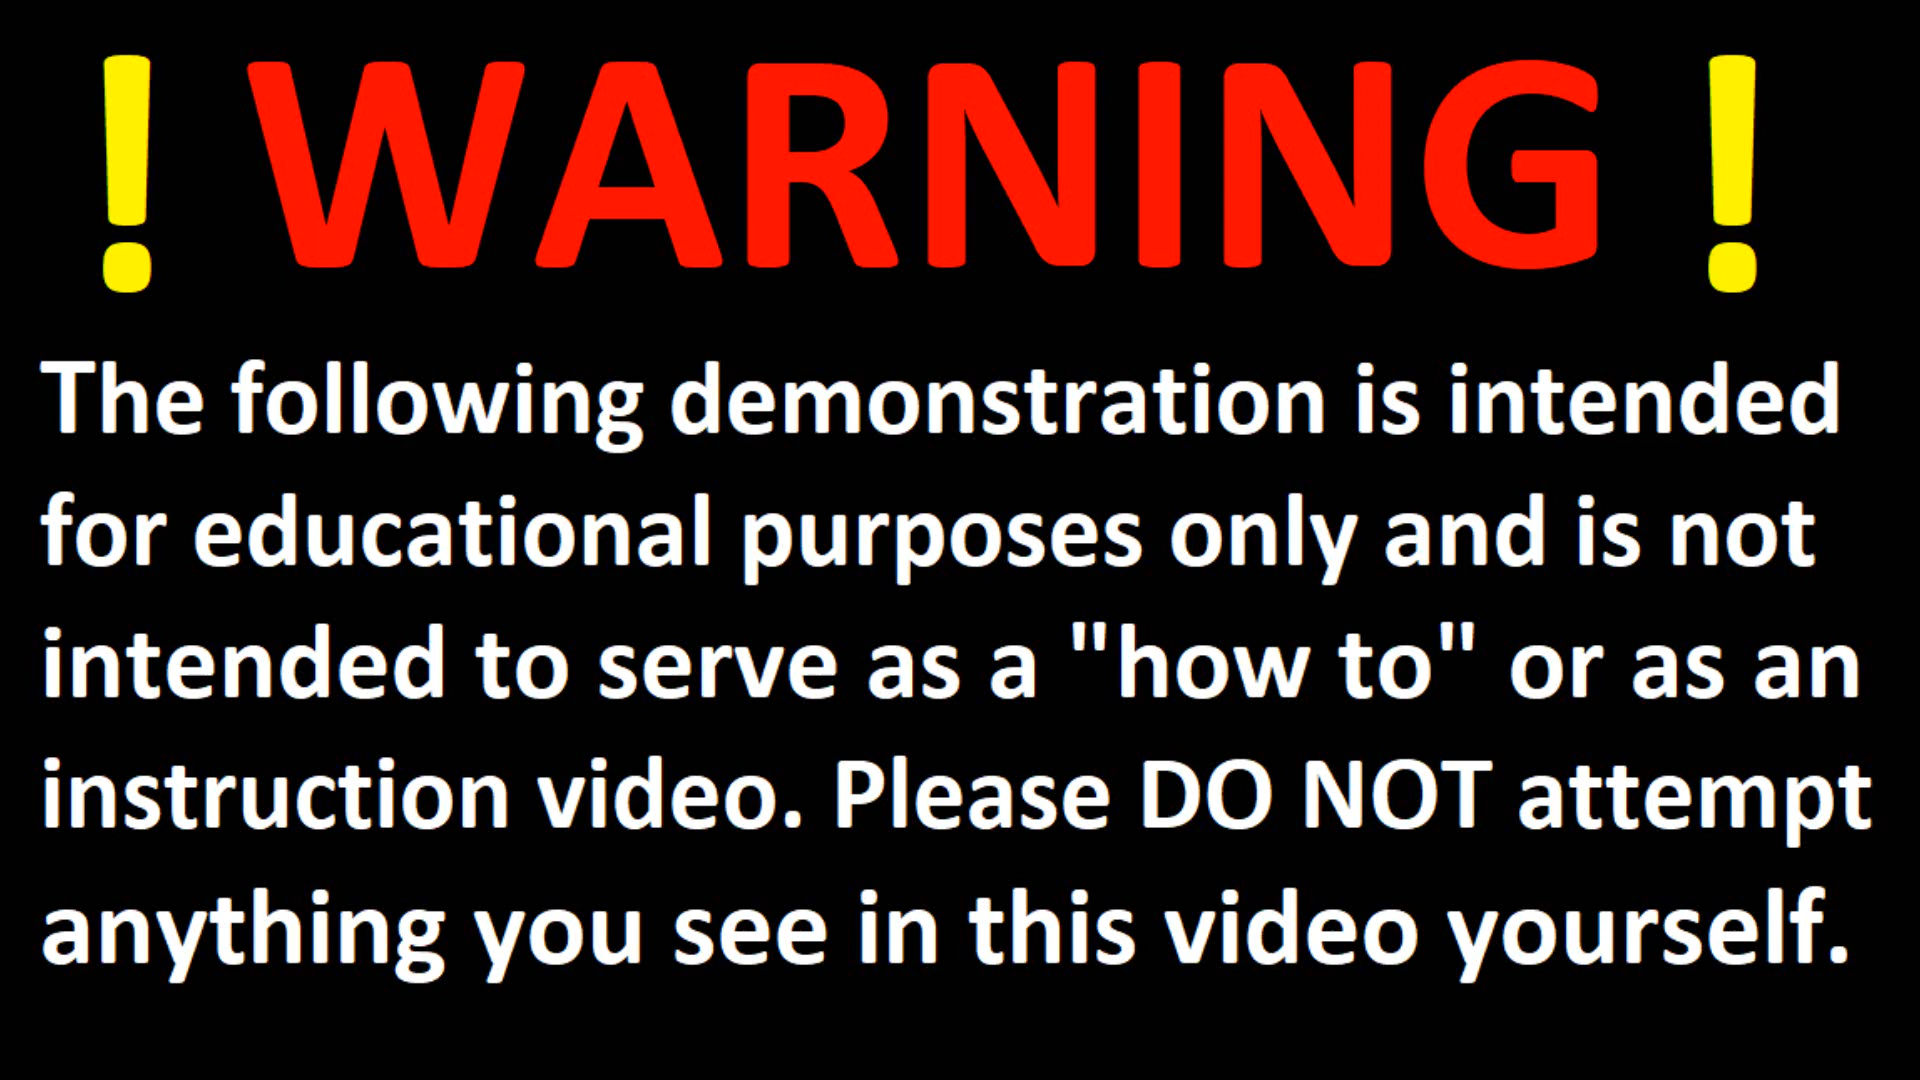 ! WARNING !
The following demonstration is intended
for educational purposes only and is not
intended to serve as a "how to" or as an
instruction video. Please DO NOT attempt
anything you see in this video yourself.